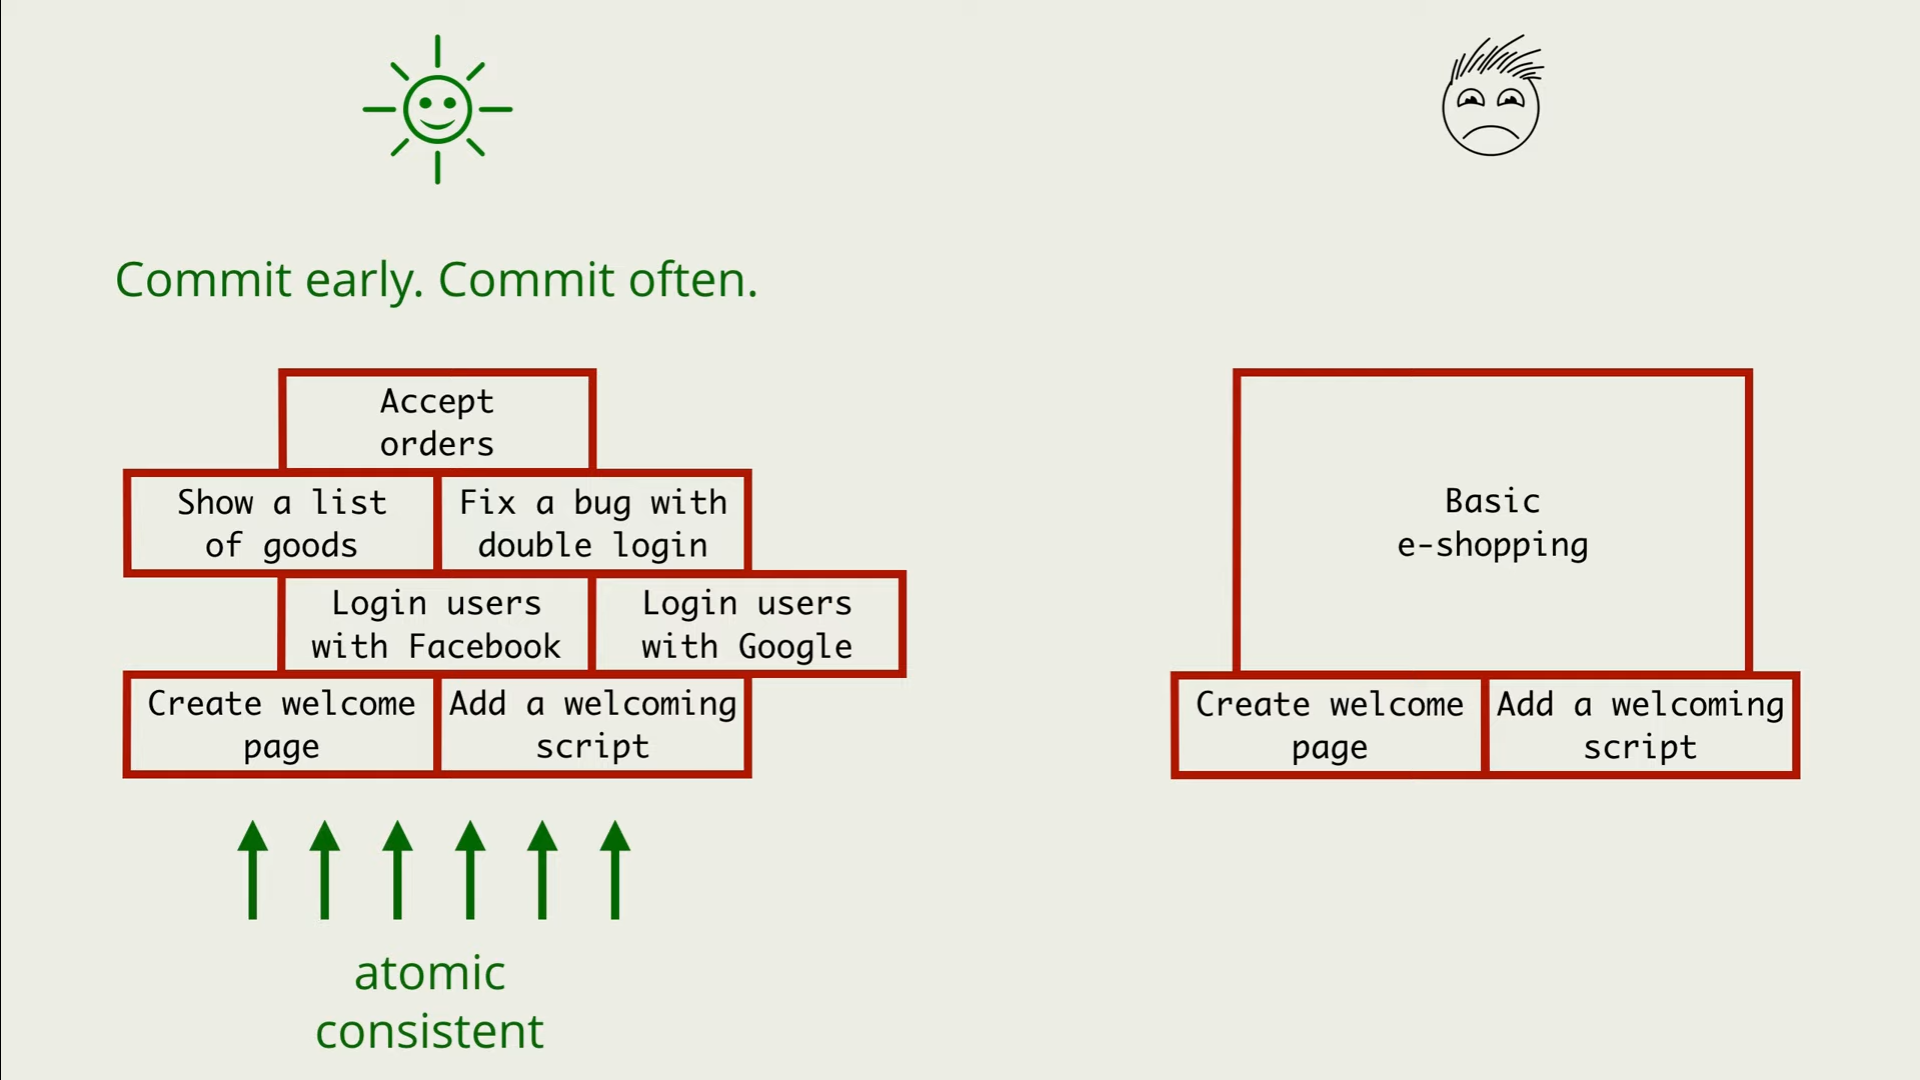 Commit early. Commit often.
Accept
orders
Show a list
of goods
Fix a bug with
double login
Login users
with Facebook
Login users
with Google
Create welcome
page
Add a welcoming
script
atomic
consistent
Basic
e-shopping
Create welcome
page
Add a welcoming
script